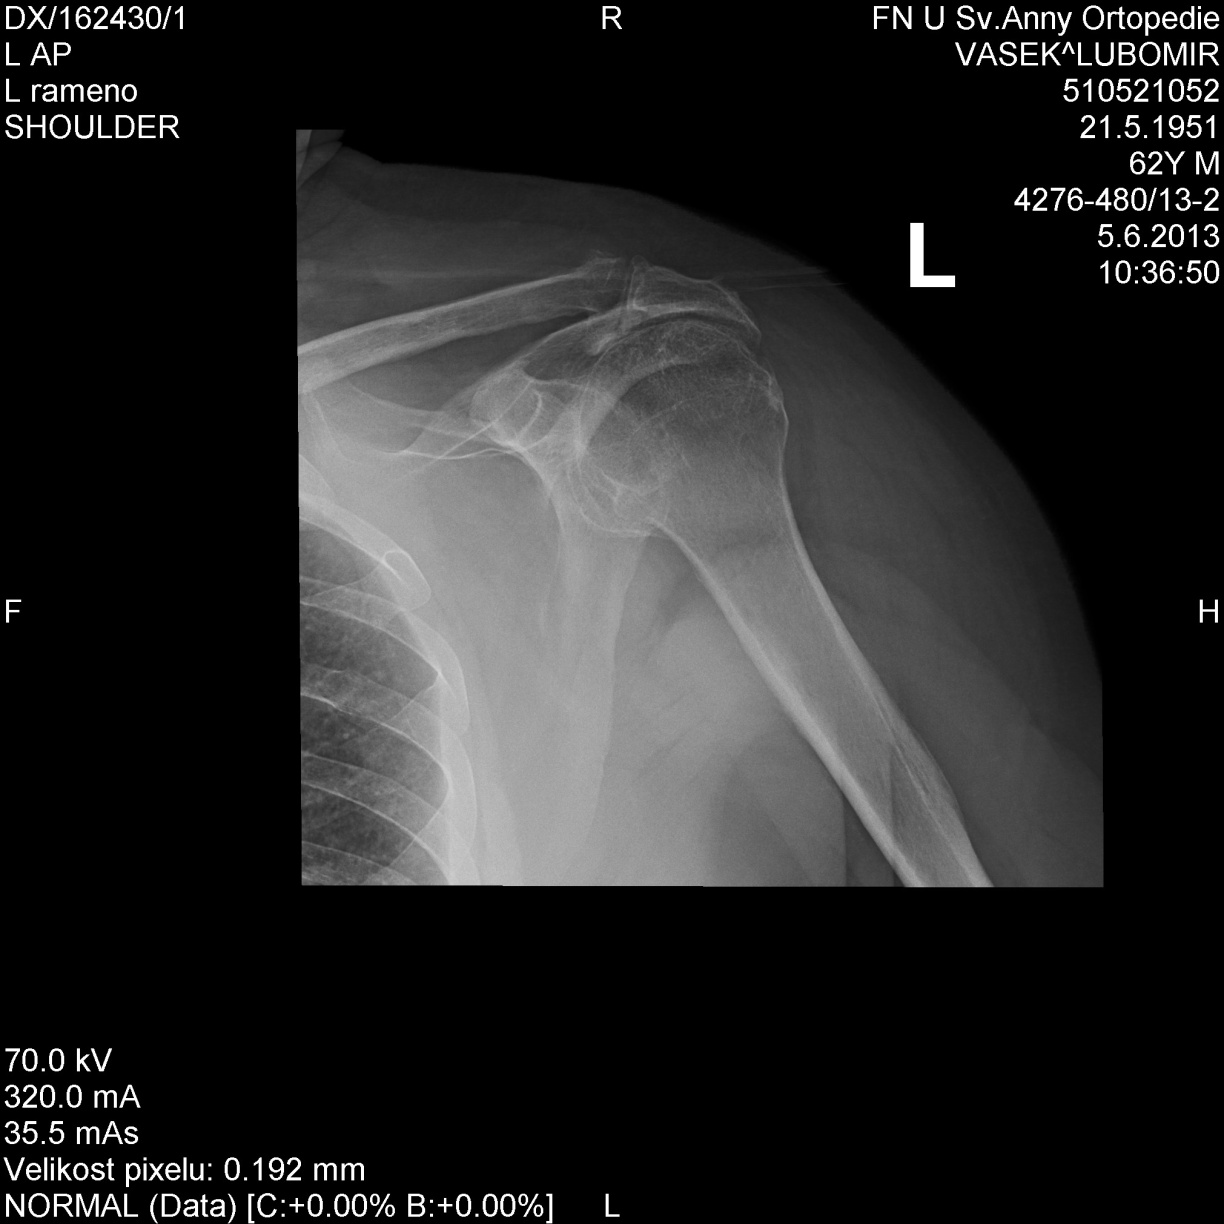 DX/162430/1
L AP
L rameno
SHOULDER
R
FN U Sv.Anny Ortopedie
VASEK^LUBOMIR
510521052
21.5.1951
62Y M
4276-480/13-2
5.6.2013
10:36:50
L
F
H
70.0 kV
320.0 mA
35.5 mAs
Velikost pixelu: 0.192 mm
NORMAL (Data) [C:+0.00% B:+0.00%]
L